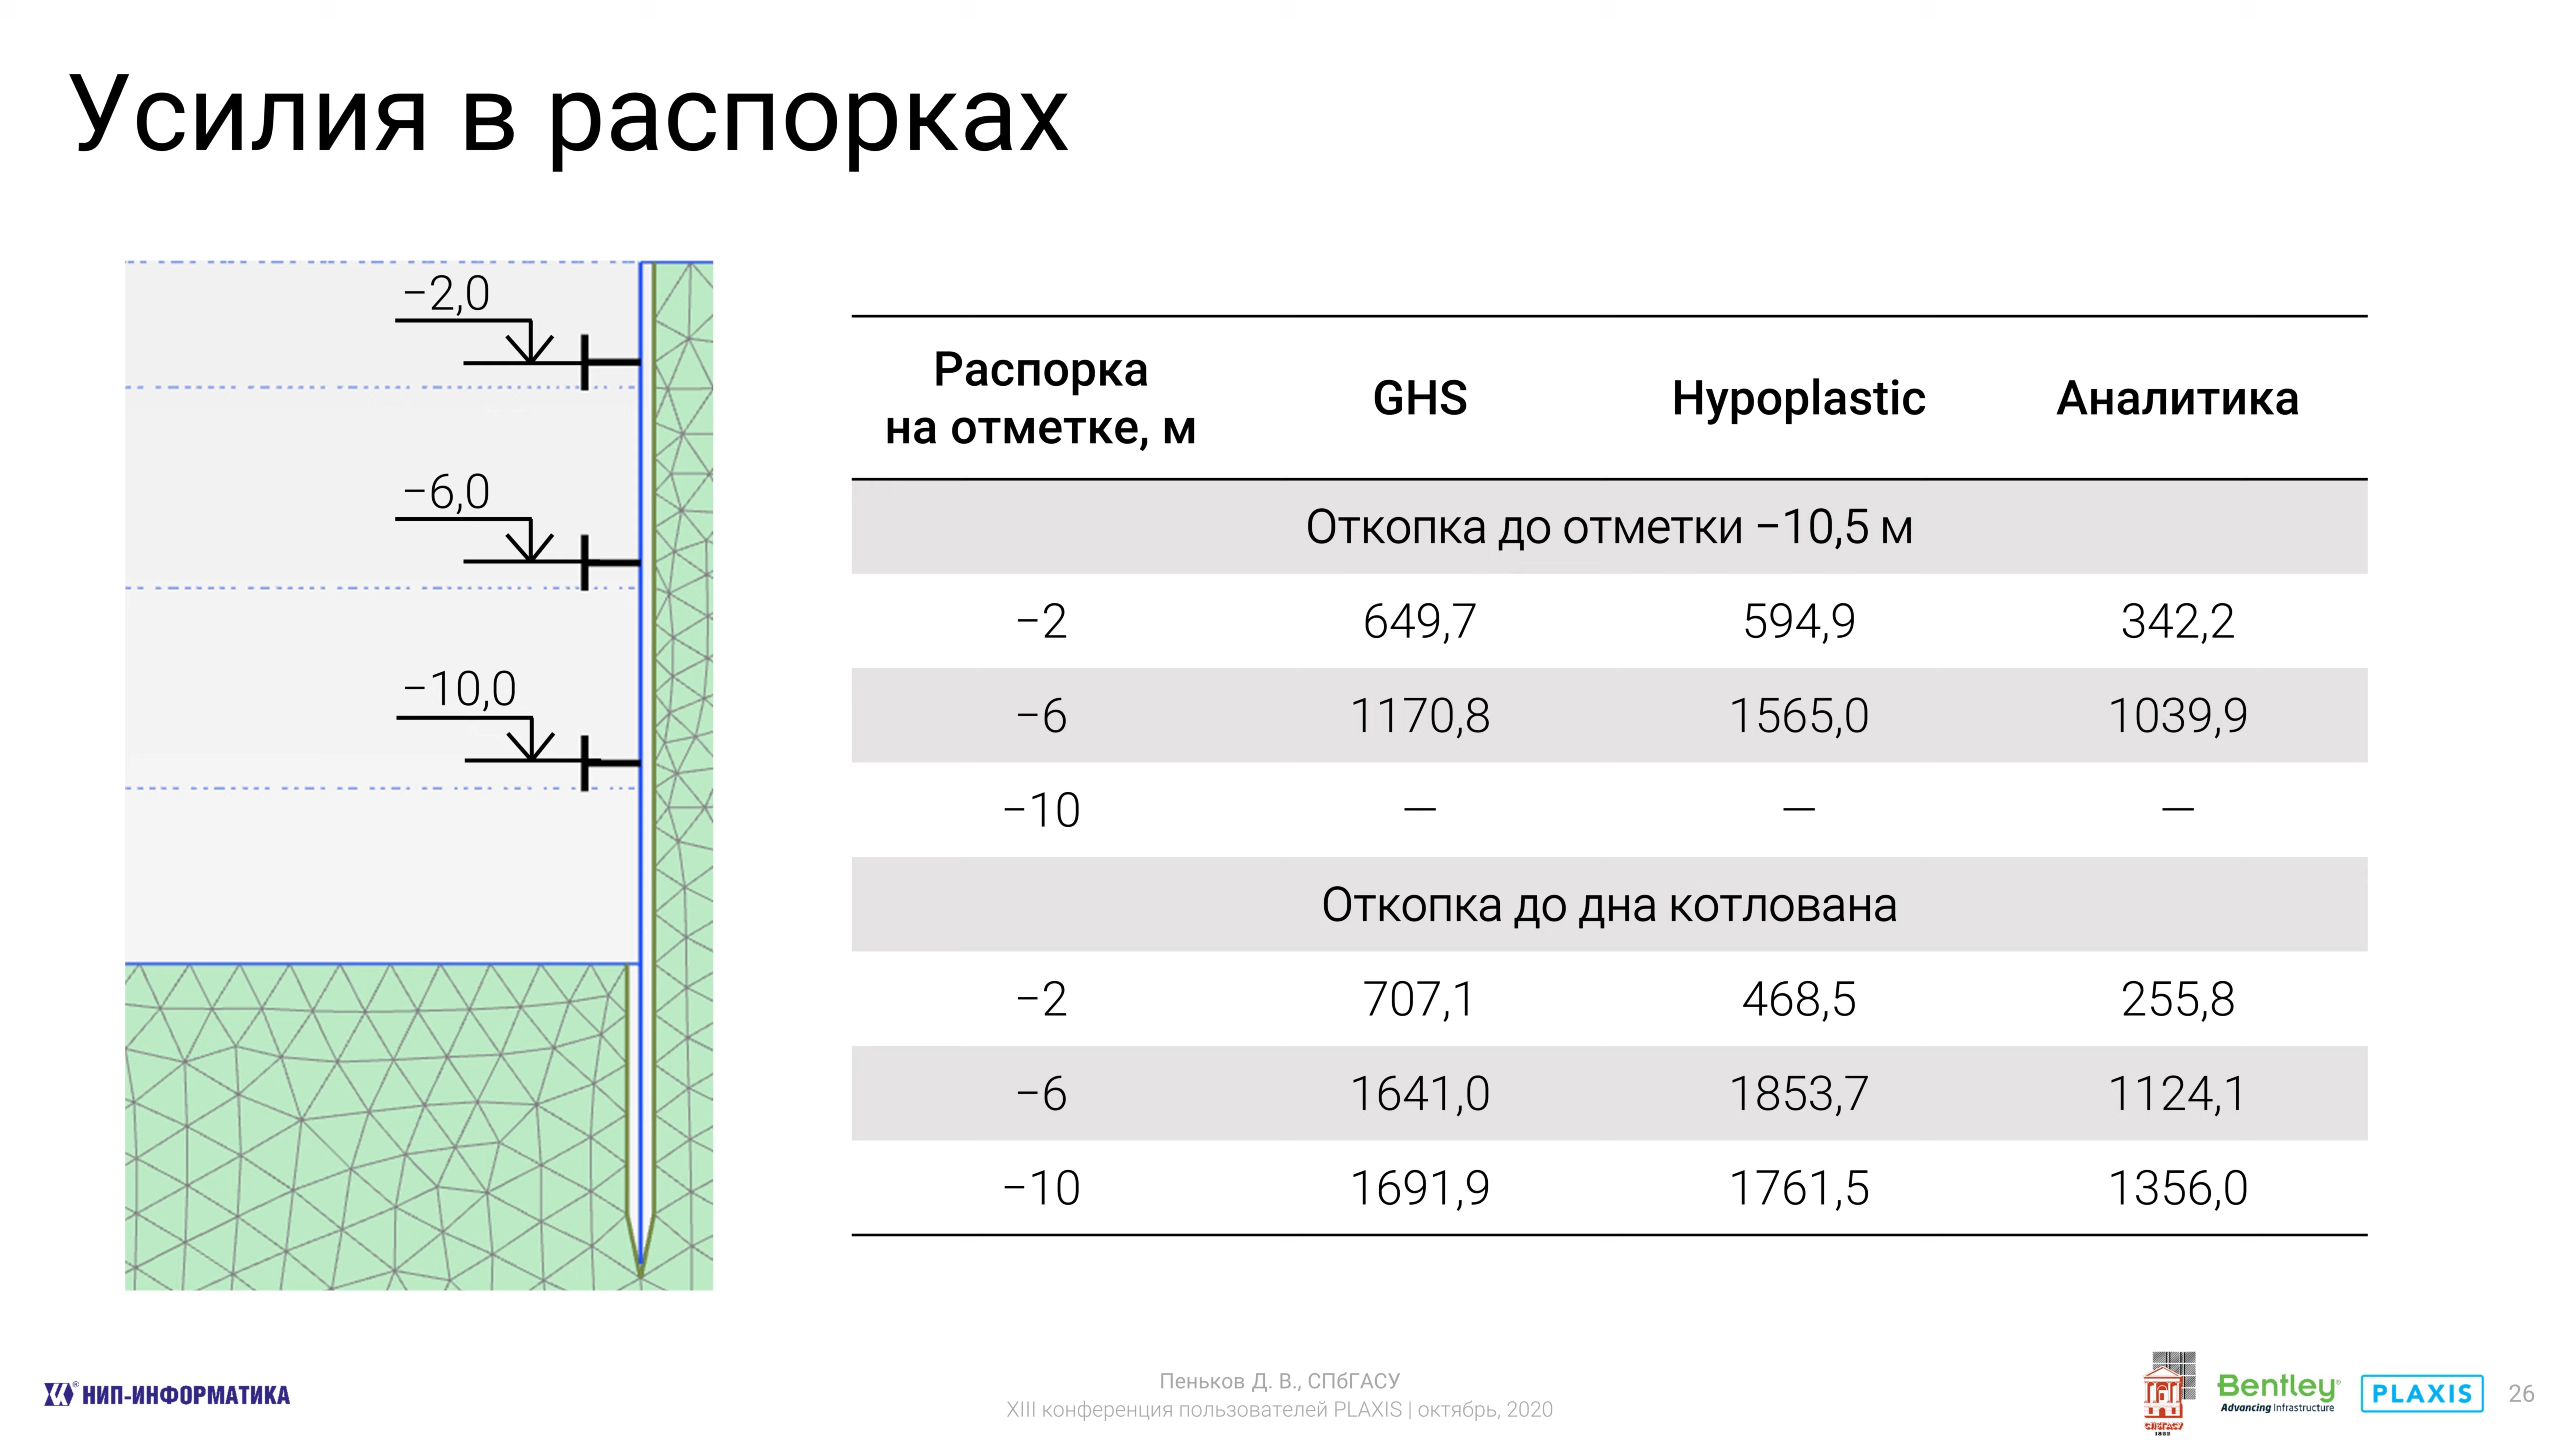 Усилия в распорках
−2,0
−6,0
−10,0
Распорка
на отметке, м
GHS
Hypoplastic
Аналитика
Откопка до отметки −10,5 м
−2 649,7 594,9 342,2
−6 1170,8 1565,0 1039,9
−10 — — —
Откопка до дна котлована
−2 707,1 468,5 255,8
−6 1641,0 1853,7 1124,1
−10 1691,9 1761,5 1356,0
НИП-ИНФОРМАТИКА
Пеньков Д. В., СПбГАСУ
XIII конференция пользователей PLAXIS | октябрь, 2020
СПбГАСУ
1832
Bentley®
Advancing Infrastructure
PLAXIS
26